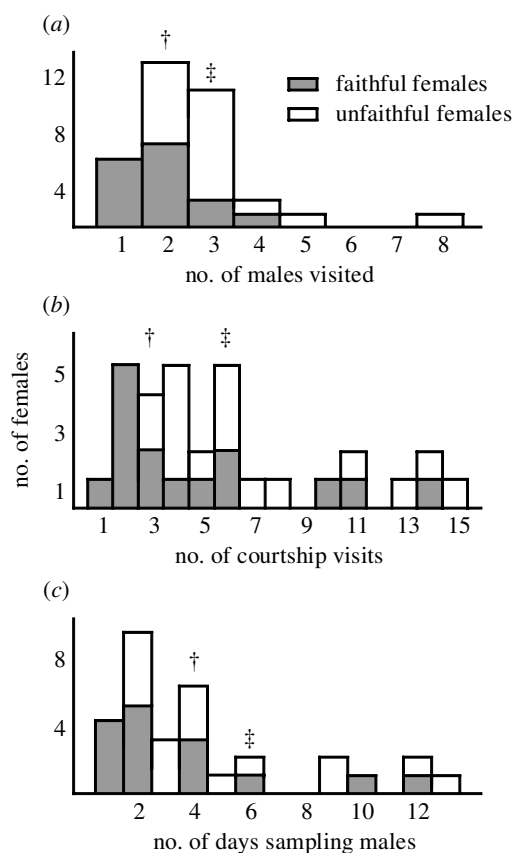 (a)
†
‡
12
8
4
faithful females
unfaithful females
1 2 3 4 5 6 7 8
no. of males visited
(b)
†
‡
no. of females
5
3
1
1 3 5 7 9 11 13 15
no. of courtship visits
(c)
†
‡
8
4
2 4 6 8 10 12
no. of days sampling males